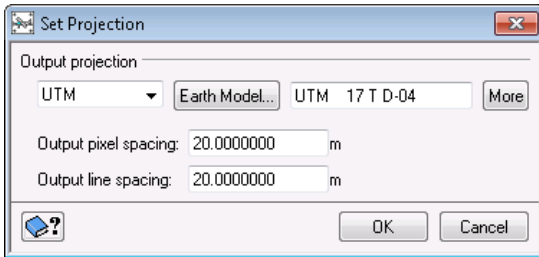 Set Projection
Output projection
UTM Earth Model... UTM 17 T D-04 More
Output pixel spacing: 20.0000000 m
Output line spacing: 20.0000000 m
? OK Cancel